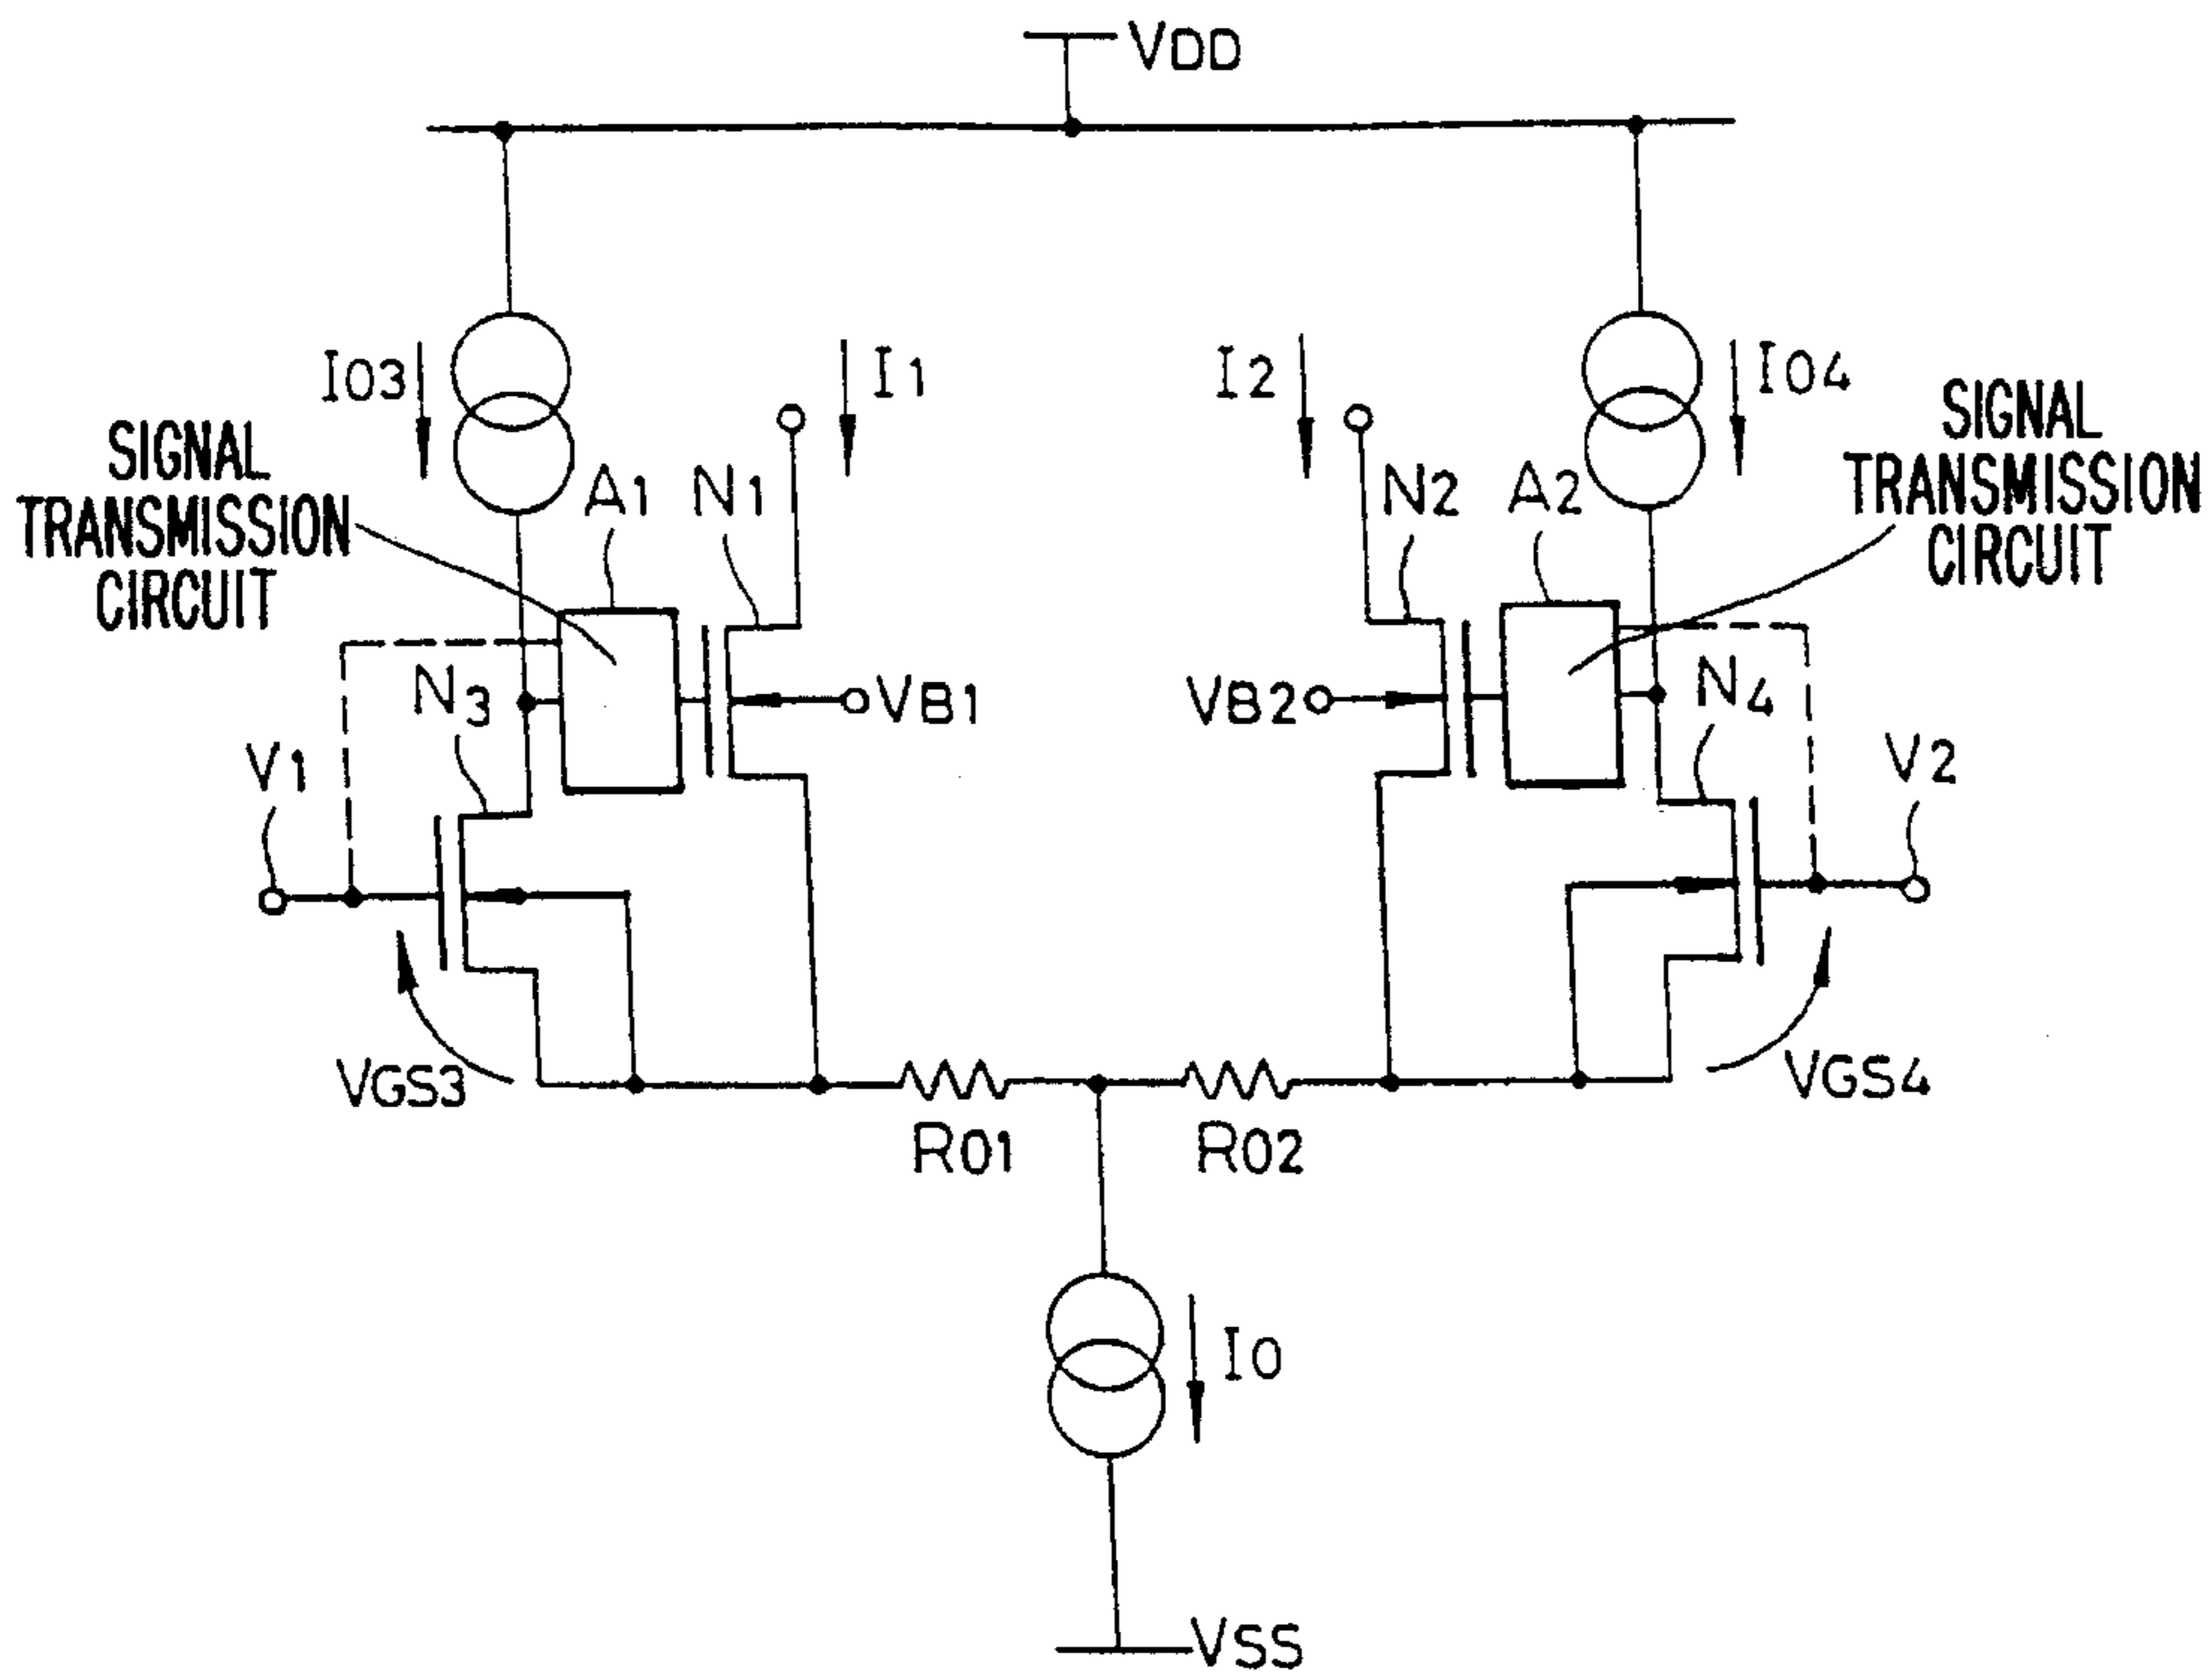 VDD
I03
I1
I2
I04
SIGNAL
TRANSMISSION
CIRCUIT
A1
N1
N2
A2
SIGNAL
TRANSMISSION
CIRCUIT
N3
VB1
VB2
N4
V1
V2
VGS3
VGS4
R01
R02
I0
VSS